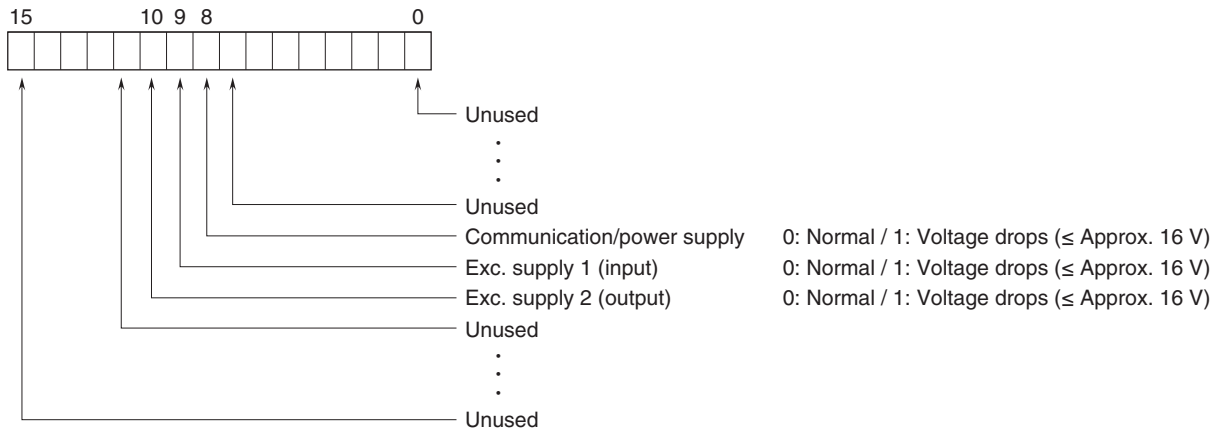 15 10 9 8 0
Unused
.
.
.
Unused
Communication/power supply 0: Normal / 1: Voltage drops (≤ Approx. 16 V)
Exc. supply 1 (input) 0: Normal / 1: Voltage drops (≤ Approx. 16 V)
Exc. supply 2 (output) 0: Normal / 1: Voltage drops (≤ Approx. 16 V)
Unused
.
.
.
Unused